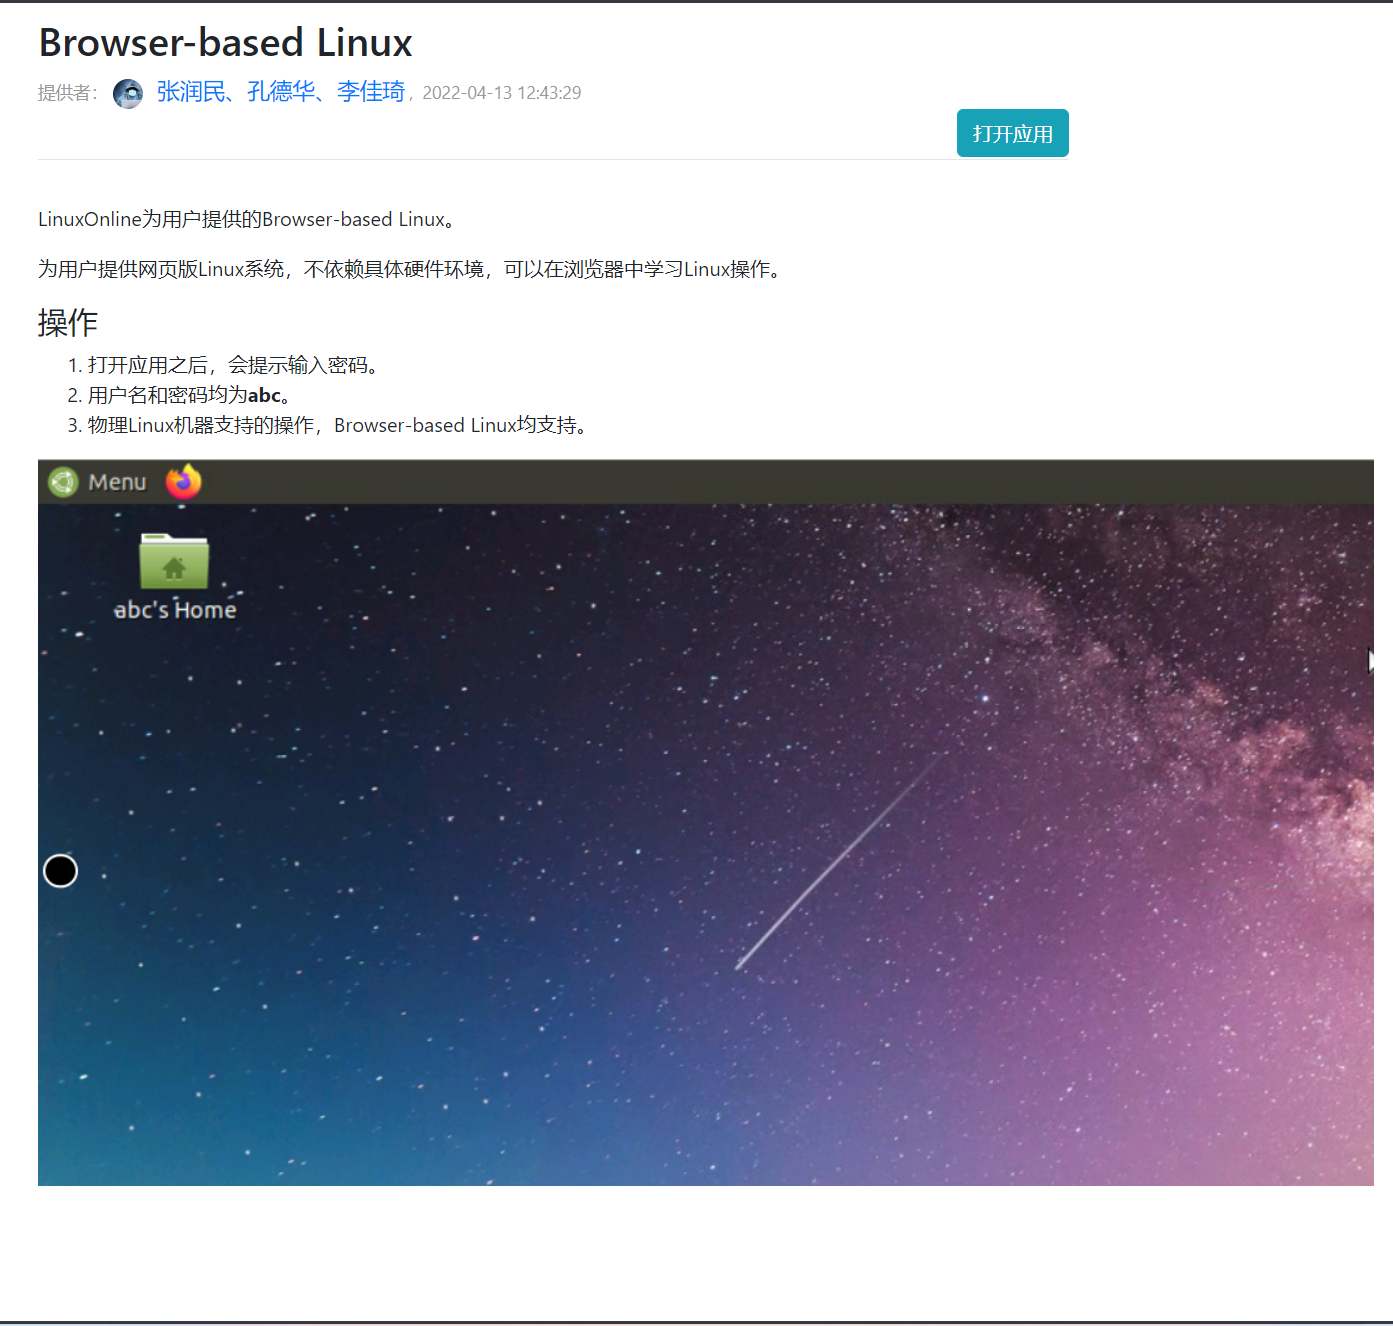 Browser-based Linux
提供者： 张润民、孔德华、李佳琦 , 2022-04-13 12:43:29
打开应用
LinuxOnline为用户提供的Browser-based Linux。
为用户提供网页版Linux系统，不依赖具体硬件环境，可以在浏览器中学习Linux操作。
操作
1. 打开应用之后，会提示输入密码。
2. 用户名和密码均为abc。
3. 物理Linux机器支持的操作，Browser-based Linux均支持。
Menu
abc's Home